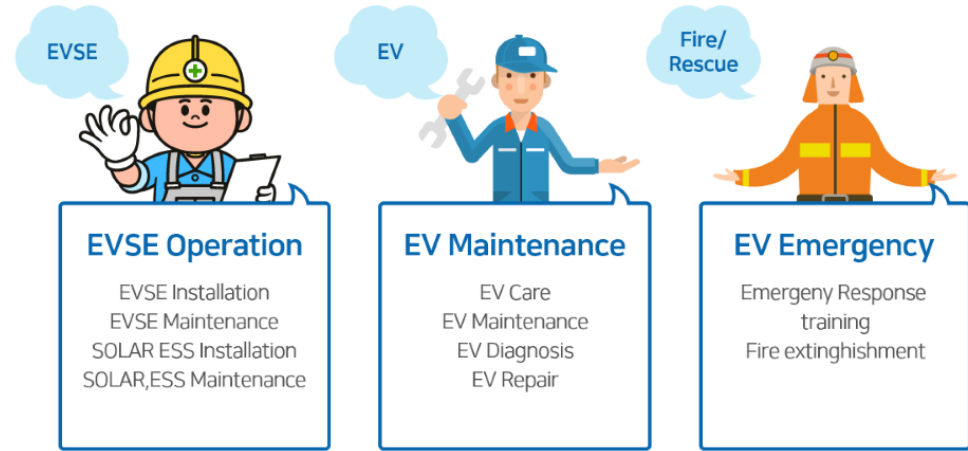 EVSE
EVSE Operation
EVSE Installation
EVSE Maintenance
SOLAR ESS Installation
SOLAR,ESS Maintenance
EV
EV Maintenance
EV Care
EV Maintenance
EV Diagnosis
EV Repair
Fire/
Rescue
EV Emergency
Emergeny Response
training
Fire extinghishment